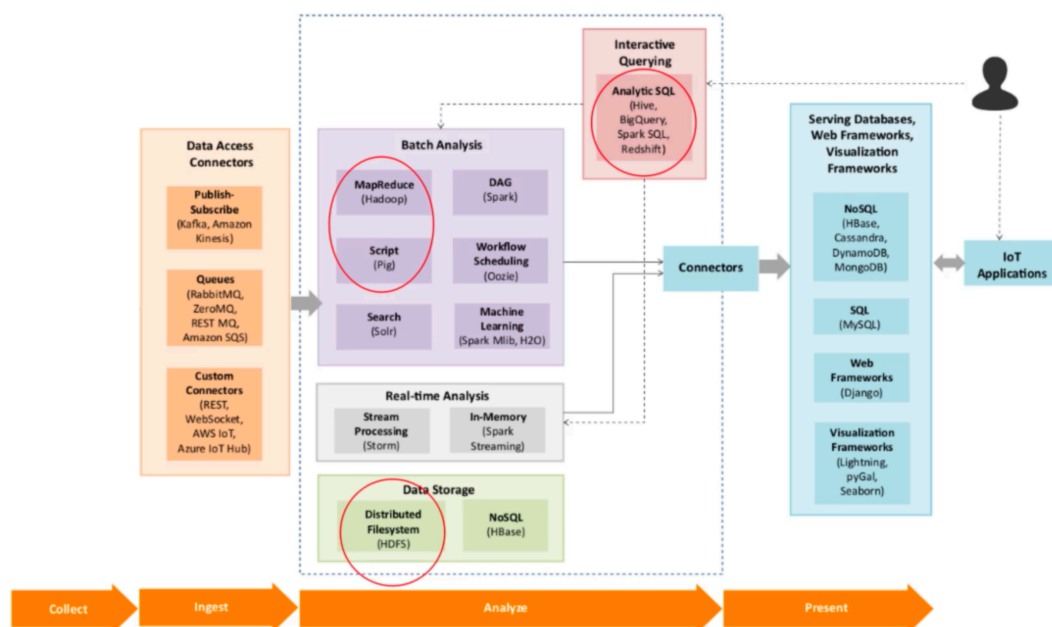 Interactive
Querying
Analytic SQL
(Hive,
BigQuery,
Spark SQL,
Redshift)
Data Access
Connectors
Publish-
Subscribe
(Kafka, Amazon
Kinesis)
Queues
(RabbitMQ,
ZeroMQ,
REST MQ,
Amazon SQS)
Custom
Connectors
(REST,
WebSocket,
AWS IoT,
Azure IoT Hub)
Batch Analysis
MapReduce
(Hadoop)
DAG
(Spark)
Script
(Pig)
Workflow
Scheduling
(Oozie)
Search
(Solr)
Machine
Learning
(Spark Mlib, H2O)
Real-time Analysis
Stream
Processing
(Storm)
In-Memory
(Spark
Streaming)
Data Storage
Distributed
Filesystem
(HDFS)
NoSQL
(HBase)
Connectors
Serving Databases,
Web Frameworks,
Visualization
Frameworks
NoSQL
(HBase,
Cassandra,
DynamoDB,
MongoDB)
SQL
(MySQL)
Web
Frameworks
(Django)
Visualization
Frameworks
(Lightning,
pyGal,
Seaborn)
IoT
Applications
Collect
Ingest
Analyze
Present